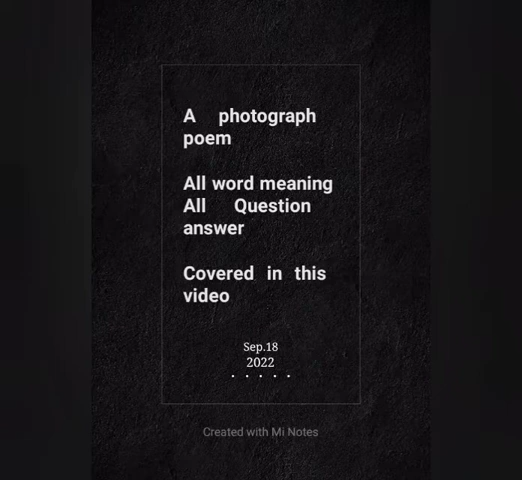 A photograph
poem
All word meaning
All Question
answer
Covered in this
video
Sep.18
2022
Created with Mi Notes